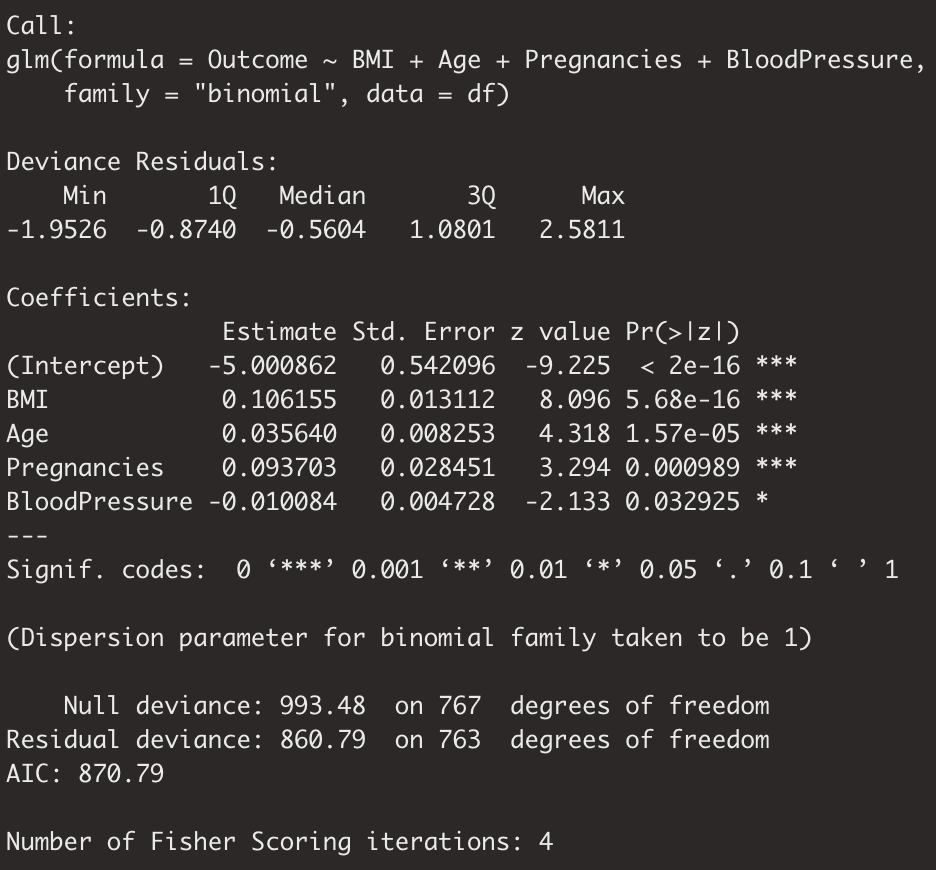 Call:
glm(formula = Outcome ~ BMI + Age + Pregnancies + BloodPressure,
    family = "binomial", data = df)

Deviance Residuals:
    Min       1Q   Median       3Q      Max
-1.9526  -0.8740  -0.5604   1.0801   2.5811

Coefficients:
               Estimate Std. Error z value Pr(>|z|)
(Intercept)   -5.000862   0.542096  -9.225  < 2e-16 ***
BMI            0.106155   0.013112   8.096 5.68e-16 ***
Age            0.035640   0.008253   4.318 1.57e-05 ***
Pregnancies    0.093703   0.028451   3.294 0.000989 ***
BloodPressure -0.010084   0.004728  -2.133 0.032925 *
---
Signif. codes:  0 ‘***’ 0.001 ‘**’ 0.01 ‘*’ 0.05 ‘.’ 0.1 ‘ ’ 1

(Dispersion parameter for binomial family taken to be 1)

    Null deviance: 993.48  on 767  degrees of freedom
Residual deviance: 860.79  on 763  degrees of freedom
AIC: 870.79

Number of Fisher Scoring iterations: 4